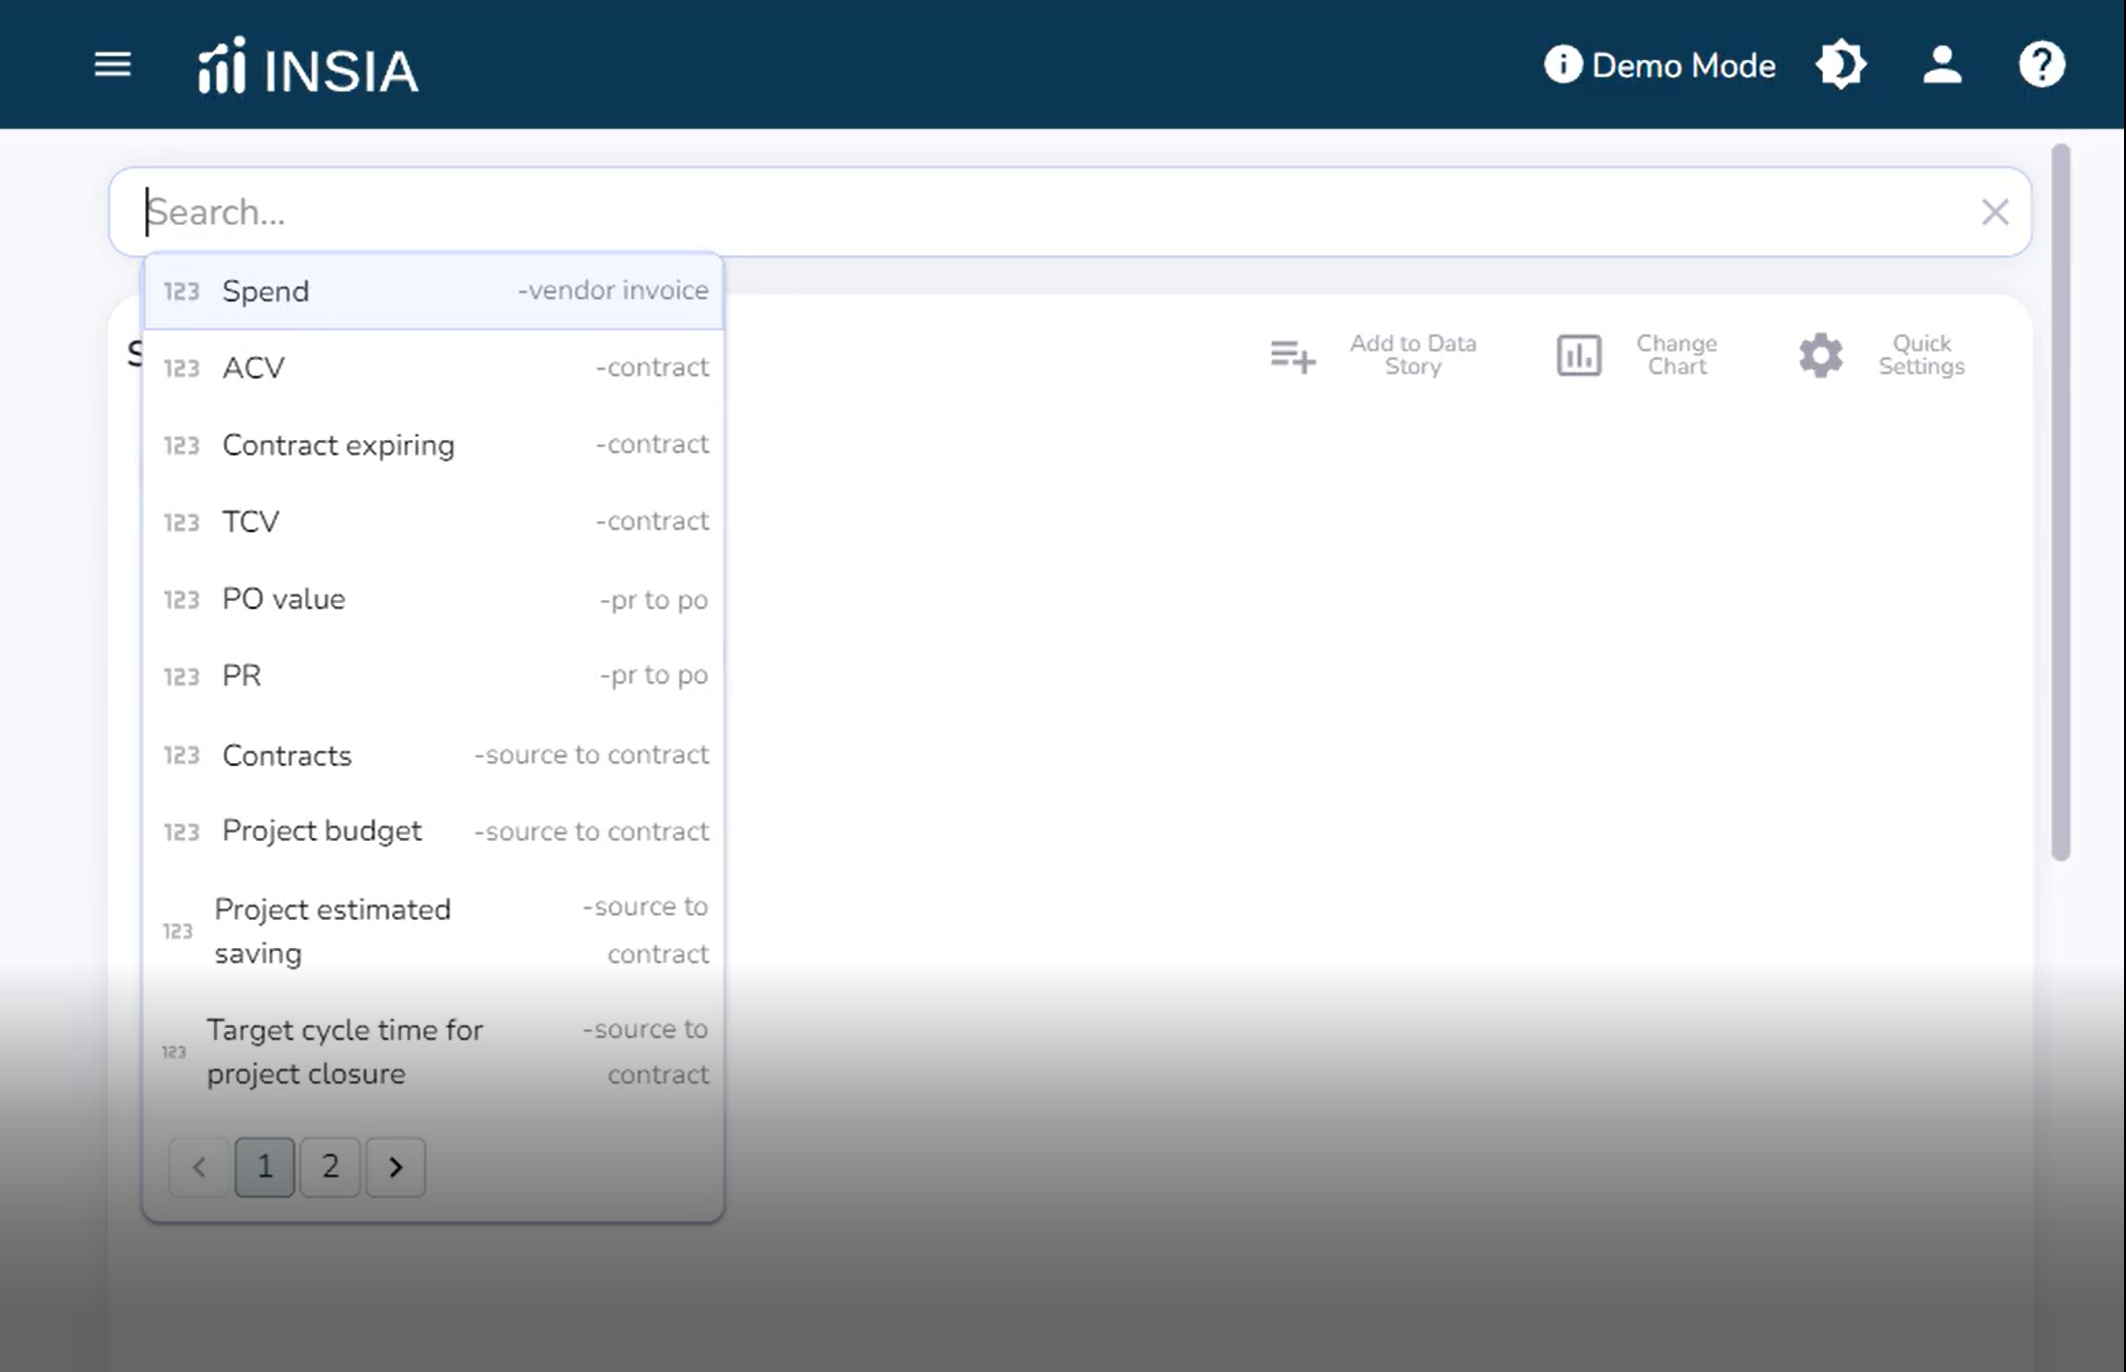 INSIA
Demo Mode
Search...
123 Spend -vendor invoice
123 ACV -contract
123 Contract expiring -contract
123 TCV -contract
123 PO value -pr to po
123 PR -pr to po
123 Contracts -source to contract
123 Project budget -source to contract
123 Project estimated -source to
saving contract
123 Target cycle time for -source to
project closure contract
1 2
S
Add to Data
Story
Change
Chart
Quick
Settings